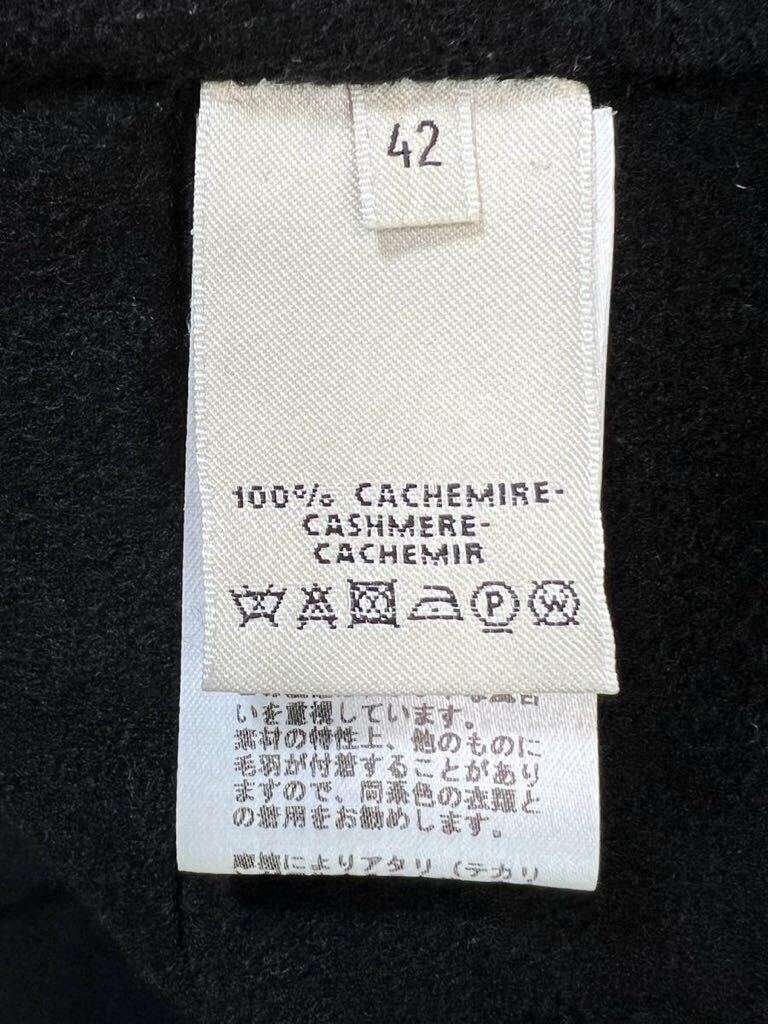 42
100% CACHEMIRE-
CASHMERE-
CACHEMIR
P W
いを重視しています。
素材の特性上、他のものに
毛羽が付着することがあり
ますので、同系色の衣類と
の着用をお勧めします。
摩擦によりアタリ（テカリ